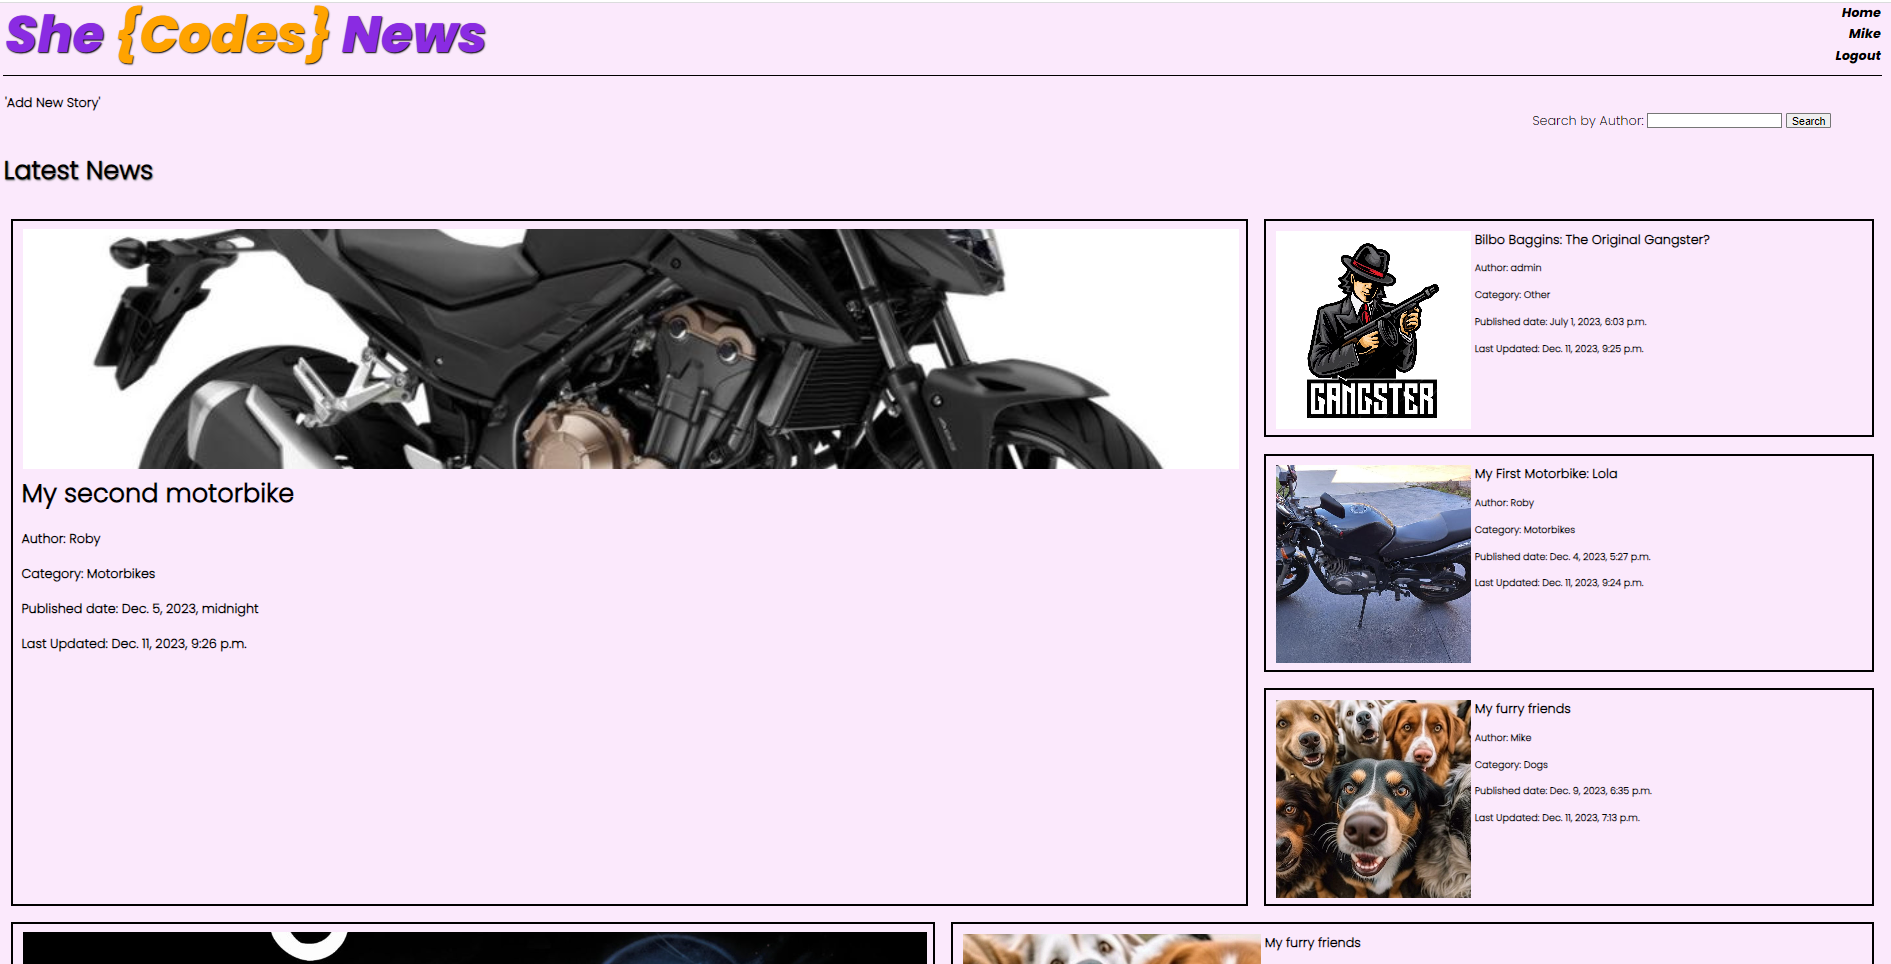 She {Codes} News
Home
Mike
Logout
'Add New Story'
Search by Author:
Search
Latest News
My second motorbike
Author: Roby
Category: Motorbikes
Published date: Dec. 5, 2023, midnight
Last Updated: Dec. 11, 2023, 9:26 p.m.
GANGSTER
Bilbo Baggins: The Original Gangster?
Author: admin
Category: Other
Published date: July 1, 2023, 6:03 p.m.
Last Updated: Dec. 11, 2023, 9:25 p.m.
My First Motorbike: Lola
Author: Roby
Category: Motorbikes
Published date: Dec. 4, 2023, 5:27 p.m.
Last Updated: Dec. 11, 2023, 9:24 p.m.
My furry friends
Author: Mike
Category: Dogs
Published date: Dec. 9, 2023, 6:35 p.m.
Last Updated: Dec. 11, 2023, 7:13 p.m.
My furry friends